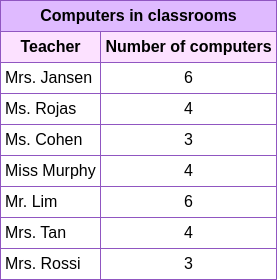 Computers in classrooms
Teacher Number of computers
Mrs. Jansen 6
Ms. Rojas 4
Ms. Cohen 3
Miss Murphy 4
Mr. Lim 6
Mrs. Tan 4
Mrs. Rossi 3